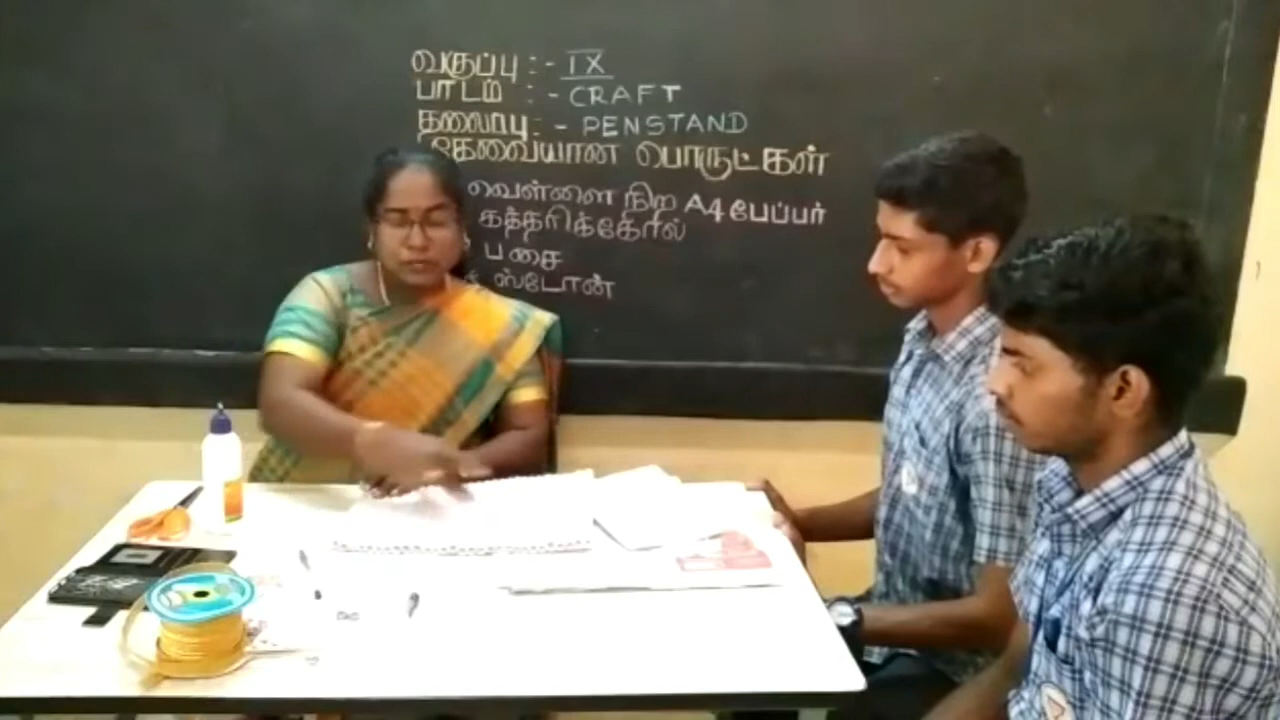 வகுப்பு :- IX
பாடம் :- CRAFT
தலைப்பு :- PENSTAND
தேவையான பொருட்கள்
வெள்ளை நிற A4 பேப்பர்
கத்தரிக்கோல்
பசை
ஸ்டோன்